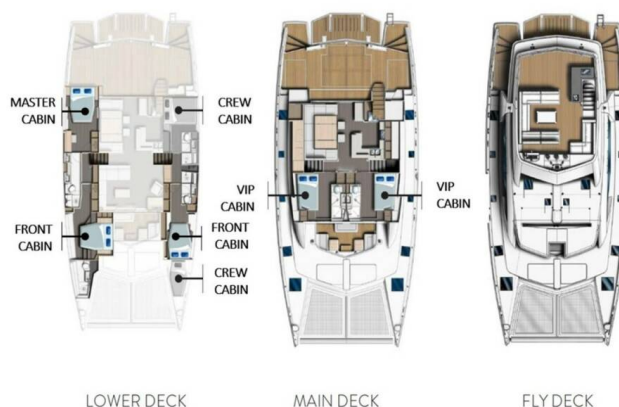 MASTER
CABIN
CREW
CABIN
VIP
CABIN
VIP
CABIN
FRONT
CABIN
FRONT
CABIN
CREW
CABIN
LOWER DECK
MAIN DECK
FLY DECK